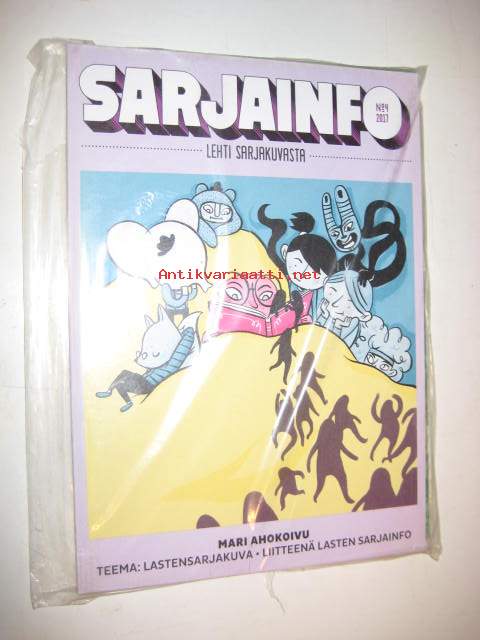 SARJAINFO
№4
2017
LEHTI SARJAKUVASTA
Antikvariaatti.net
MARI AHOKOIVU
TEEMA: LASTENSARJAKUVA • LIITTEENÄ LASTEN SARJAINFO